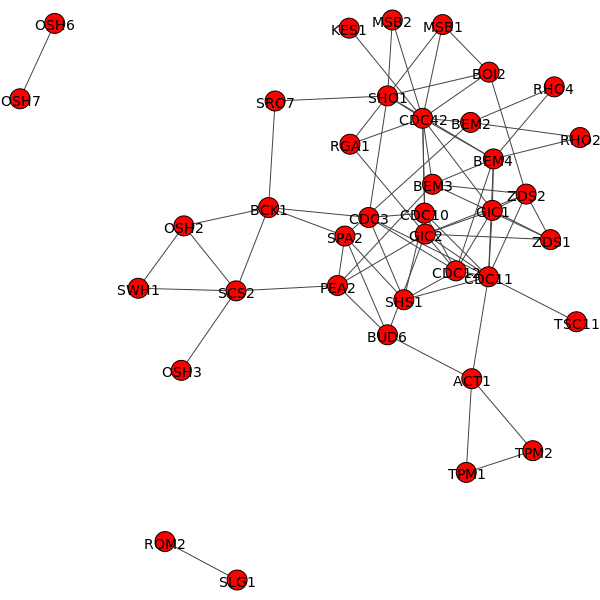 OSH6
KES1
MSB2
MSB1
BOI2
RHO4
OSH7
SRO7
SHO1
CDC42
BEM2
RHO2
RGA1
BEM4
BEM3
ZDS2
BCK1
CDC3
CDC10
GIC1
OSH2
SPA2
GIC2
ZDS1
CDC12
CDC11
SWH1
SCS2
PEA2
SHS1
TSC11
BUD6
OSH3
ACT1
TPM2
TPM1
ROM2
SLG1